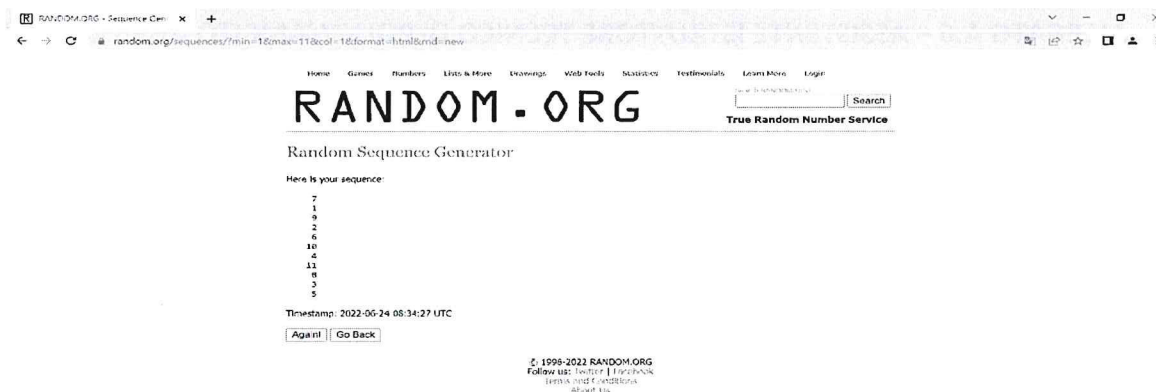 RANDOM.ORG - Sequence Gen
random.org/sequences/?min=1&max=11&col=1&format=html&rnd=new
Home Games Numbers Lists & More Drawings Web Tools Statistics Testimonials Learn More Login
RANDOM.ORG
Search
True Random Number Service
Random Sequence Generator
Here is your sequence:
7
1
9
2
6
10
4
11
8
3
5
Timestamp: 2022-06-24 08:34:27 UTC
Again! Go Back
© 1998-2022 RANDOM.ORG
Follow us: Twitter | Facebook
Terms and Conditions
About Us